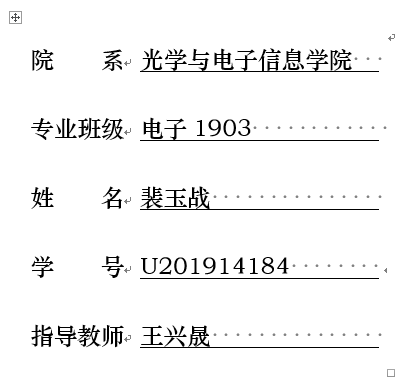 院 系 光学与电子信息学院
专业班级 电子 1903
姓 名 裴玉战
学 号 U201914184
指导教师 王兴晟